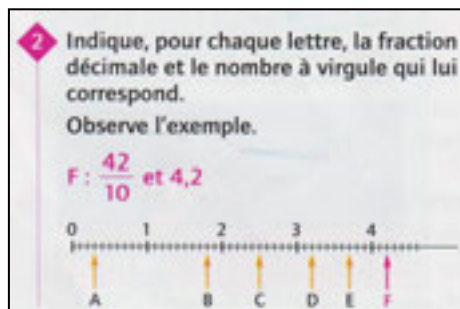 2 Indique, pour chaque lettre, la fraction
décimale et le nombre à virgule qui lui
correspond.
Observe l'exemple.
F : 42/10 et 4,2
0 1 2 3 4
A B C D E F